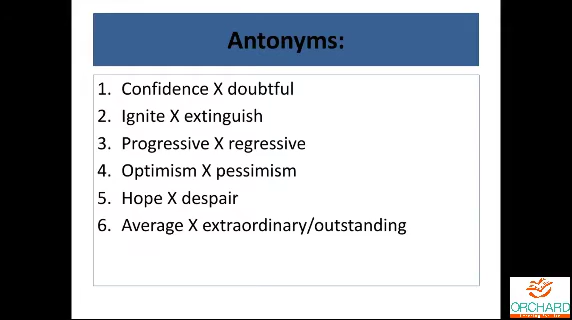 Antonyms:
1. Confidence X doubtful
2. Ignite X extinguish
3. Progressive X regressive
4. Optimism X pessimism
5. Hope X despair
6. Average X extraordinary/outstanding
ORCHARD